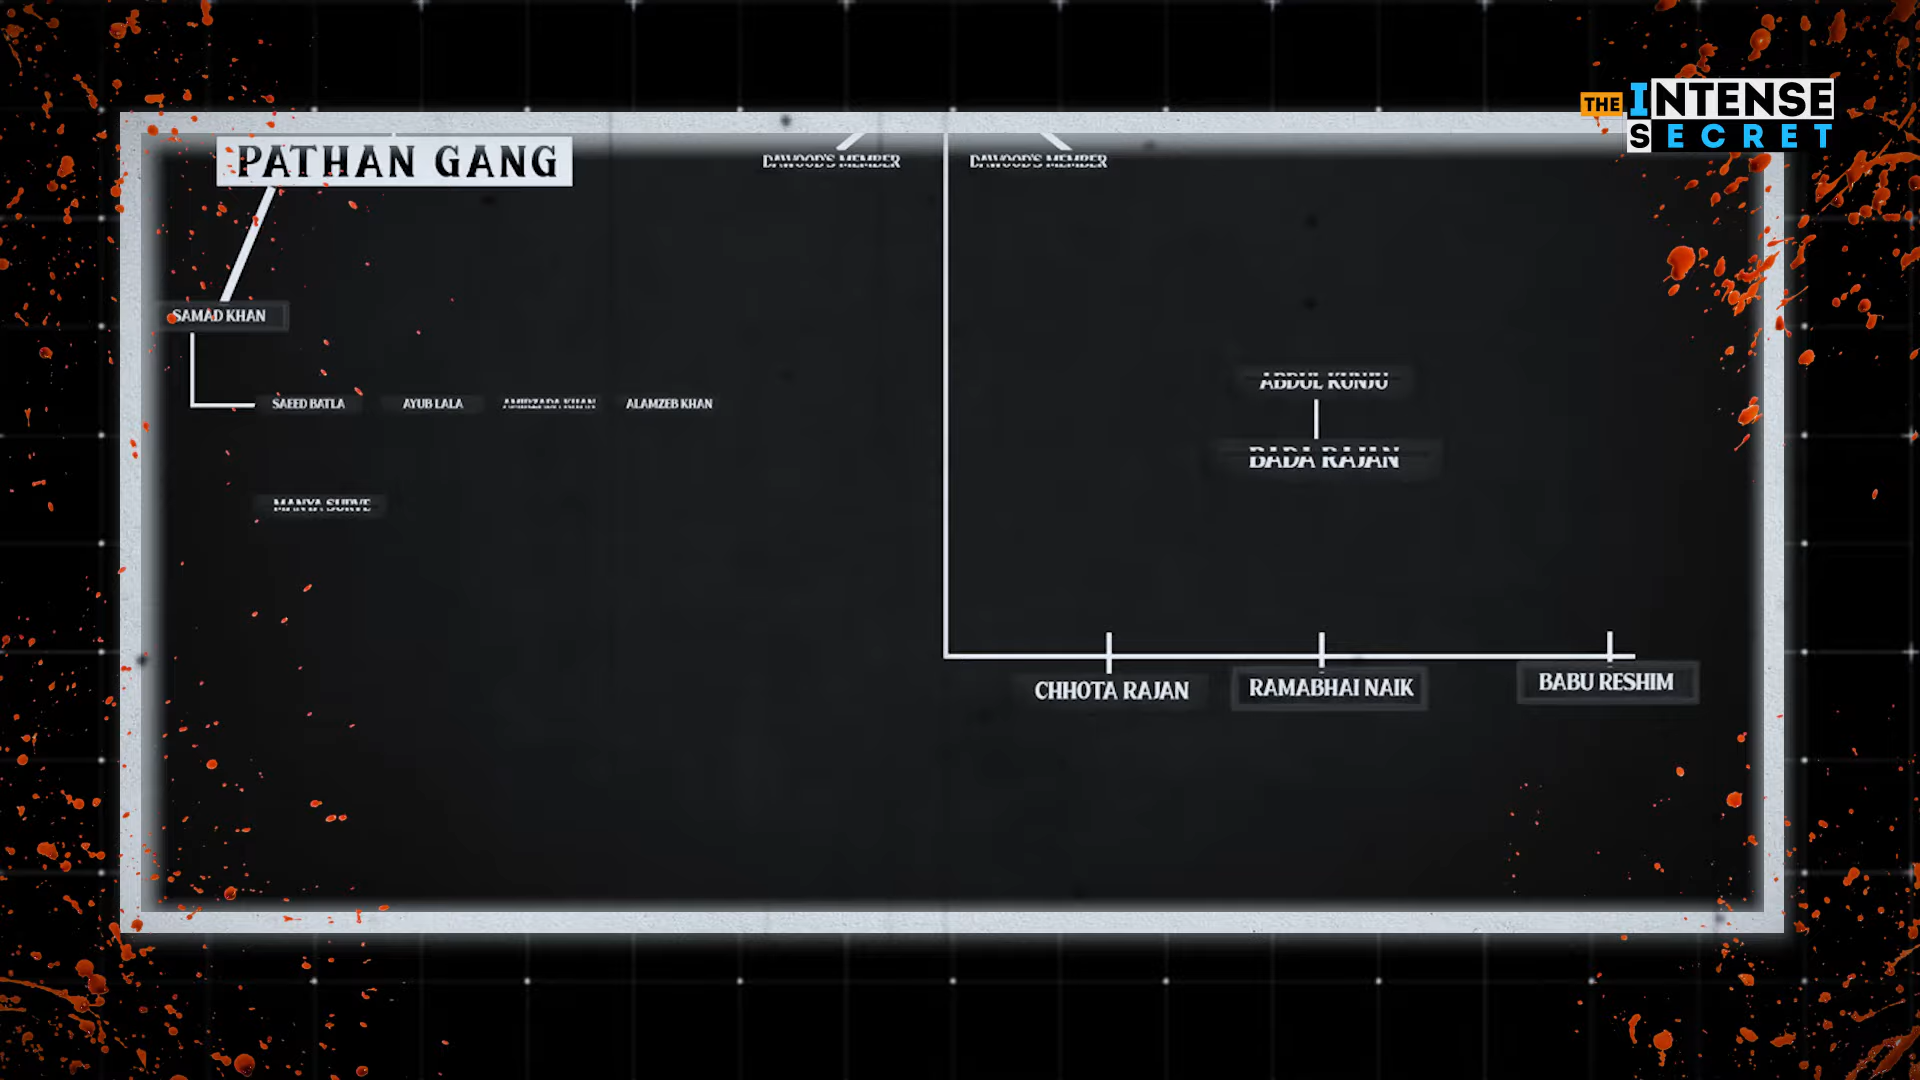 THE INTENSE
SECRET
PATHAN GANG
DAWOOD'S MEMBER
DAWOOD'S MEMBER
SAMAD KHAN
SAEED BATLA
AYUB LALA
AMIRZADA KHAN
ALAMZEB KHAN
ABDUL KUNJU
BADA RAJAN
MANYA SURVE
CHHOTA RAJAN
RAMABHAI NAIK
BABU RESHIM